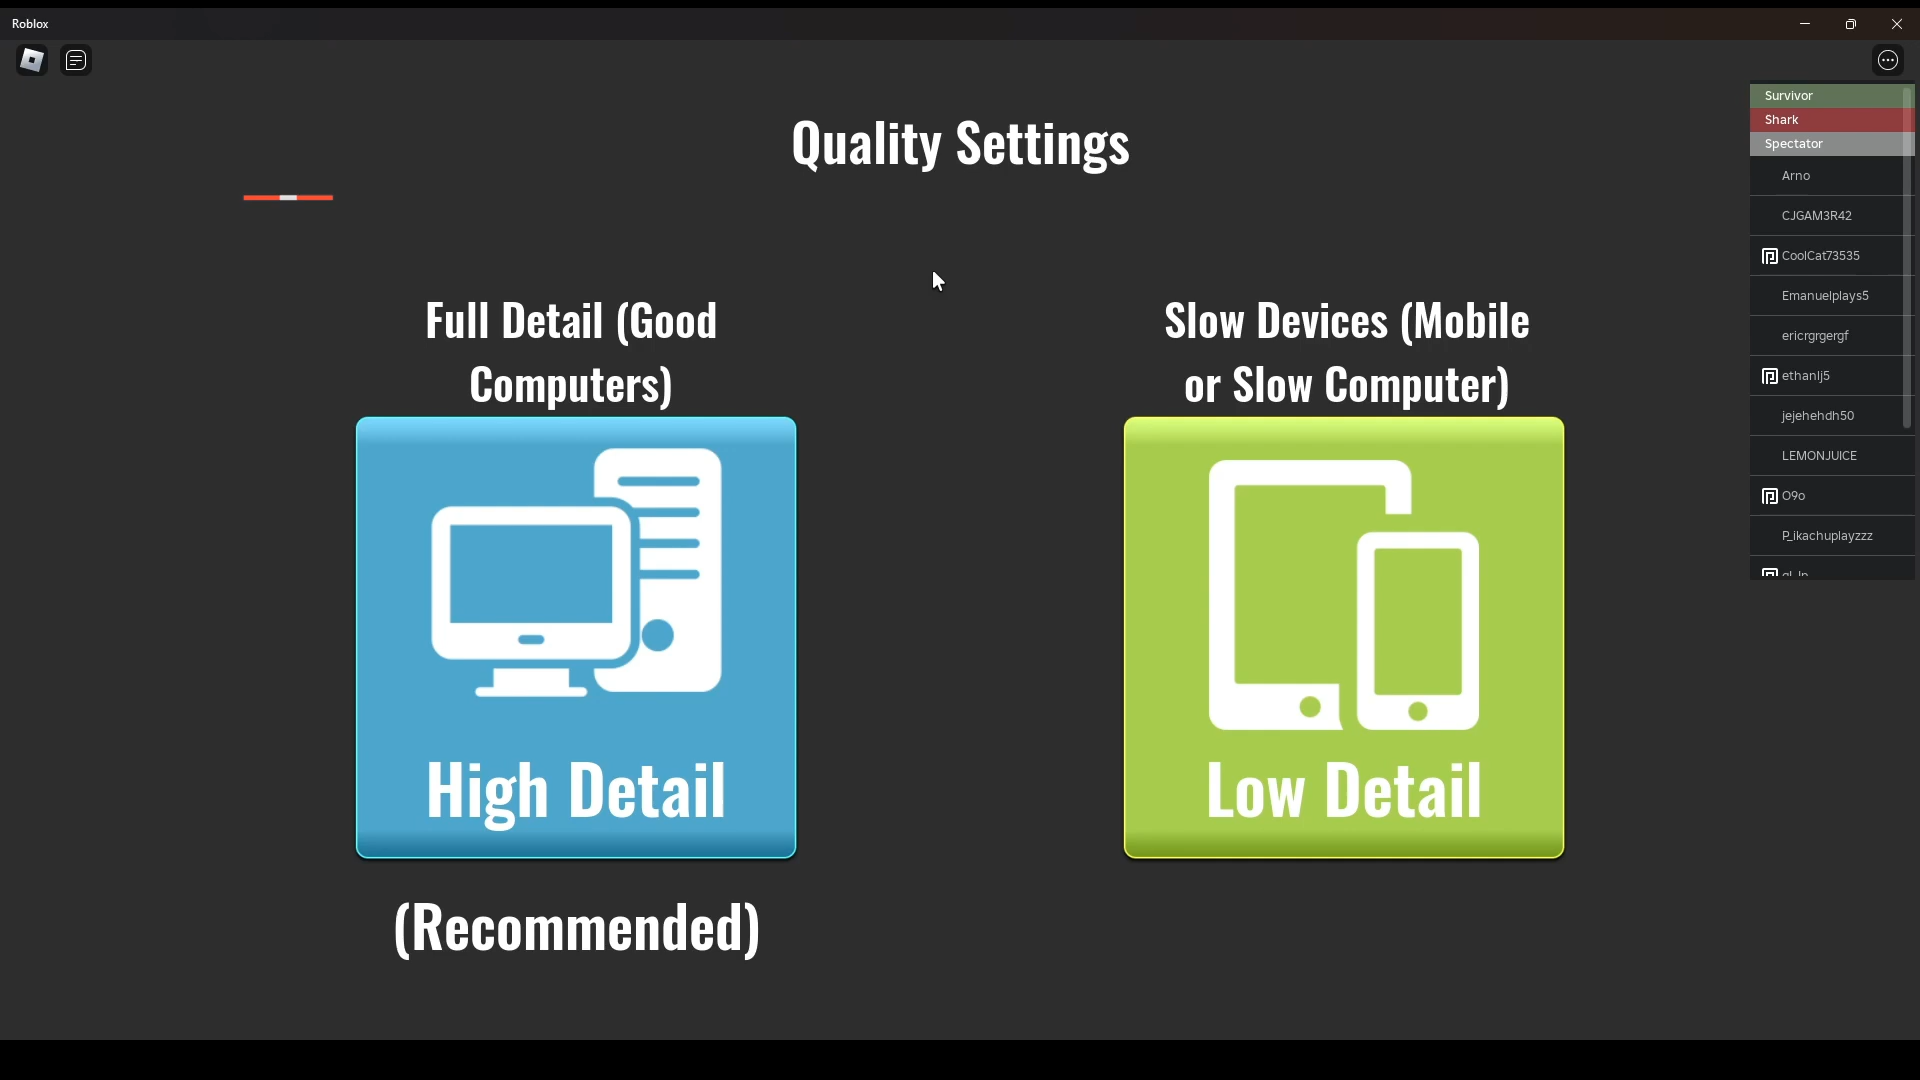 Roblox
Quality Settings
Full Detail (Good
Computers)
High Detail
(Recommended)
Slow Devices (Mobile
or Slow Computer)
Low Detail
Survivor
Shark
Spectator
Arno
CJGAM3R42
CoolCat73535
Emanuelplays5
ericrgrgergf
ethanlj5
jejehehdh50
LEMONJUICE
O9o
P_ikachuplayzzz